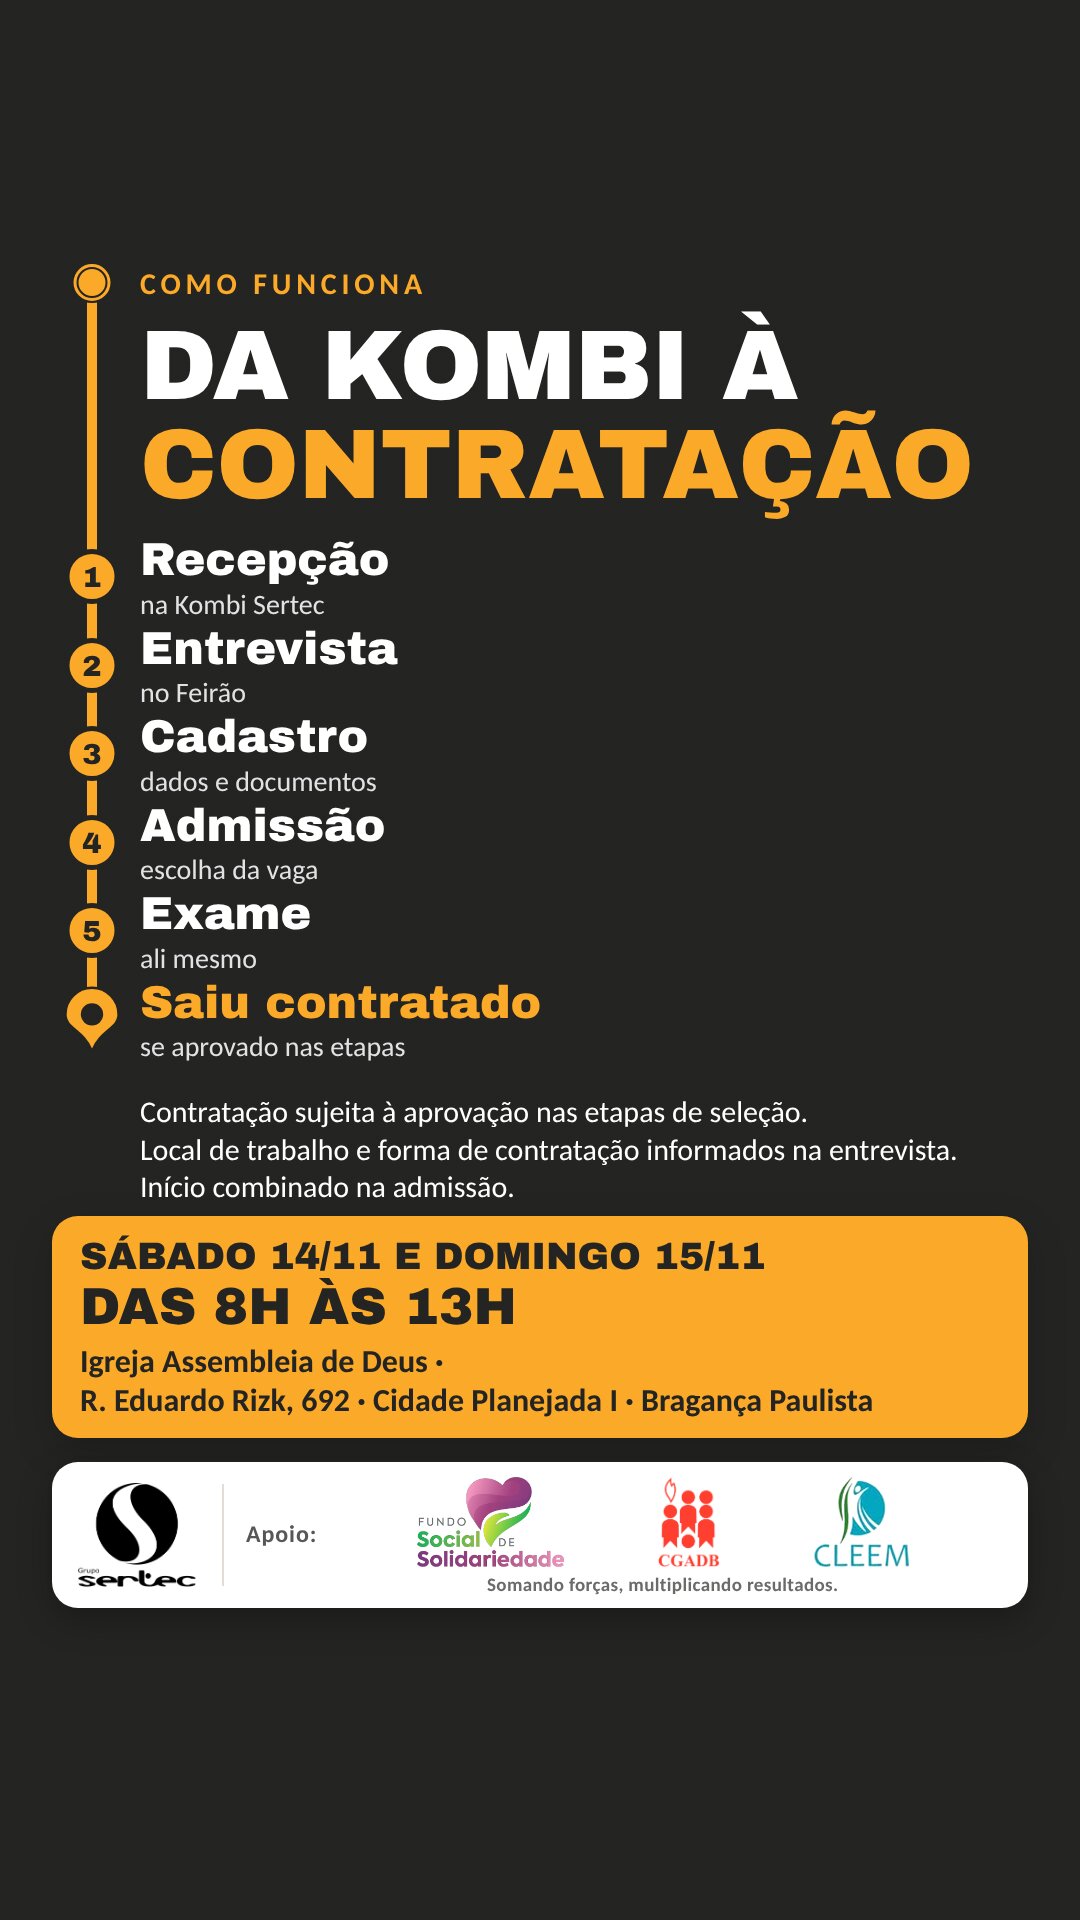 COMO FUNCIONA
DA KOMBI À
CONTRATAÇÃO
1
Recepção
na Kombi Sertec
2
Entrevista
no Feirão
3
Cadastro
dados e documentos
4
Admissão
escolha da vaga
5
Exame
ali mesmo
Saiu contratado
se aprovado nas etapas
Contratação sujeita à aprovação nas etapas de seleção.
Local de trabalho e forma de contratação informados na entrevista.
Início combinado na admissão.
SÁBADO 14/11 E DOMINGO 15/11
DAS 8H ÀS 13H
Igreja Assembleia de Deus ·
R. Eduardo Rizk, 692 · Cidade Planejada I · Bragança Paulista
Grupo
sertec
Apoio:
FUNDO
Social DE
Solidariedade
CGADB
CLEEM
Somando forças, multiplicando resultados.